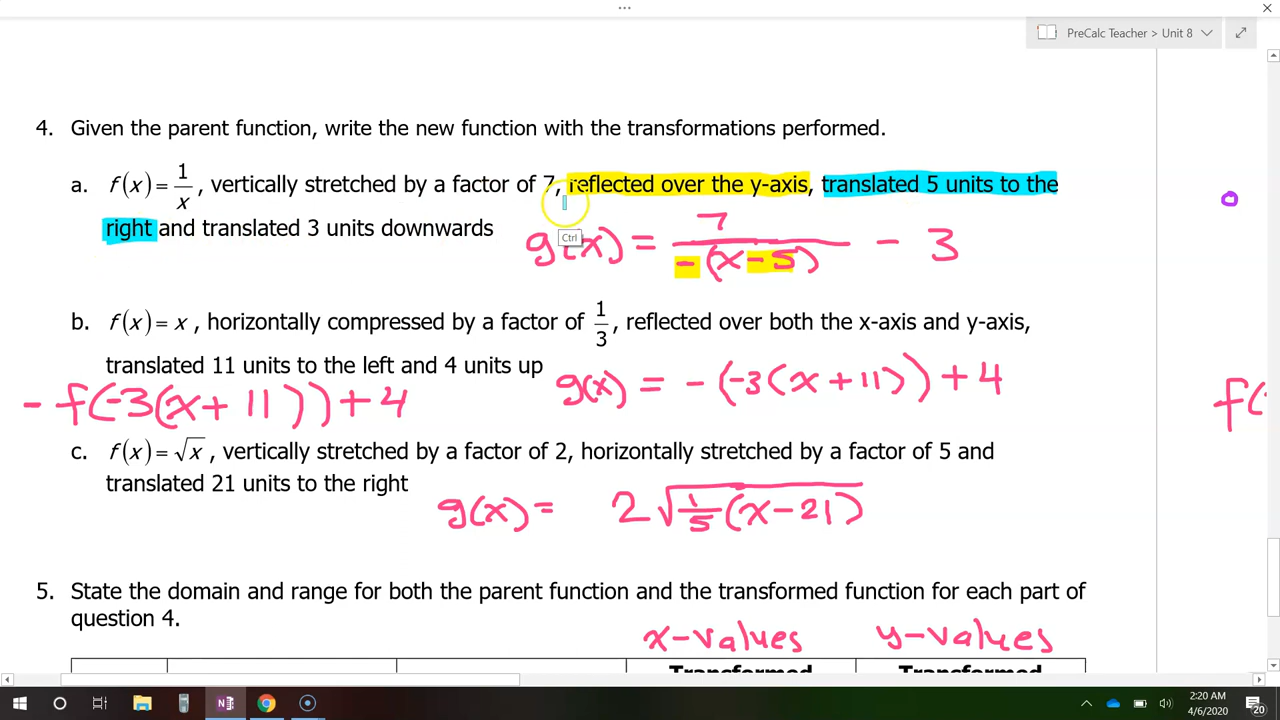 PreCalc Teacher > Unit 8
4. Given the parent function, write the new function with the transformations performed.
a. f(x) = 1/x, vertically stretched by a factor of 7, reflected over the y-axis, translated 5 units to the
right and translated 3 units downwards
g(x) = 7/(-(x-5)) - 3
Ctrl
b. f(x) = x, horizontally compressed by a factor of 1/3, reflected over both the x-axis and y-axis,
translated 11 units to the left and 4 units up
g(x) = -(-3(x+11)) + 4
- f(-3(x+11)) + 4
f(
c. f(x) = √x, vertically stretched by a factor of 2, horizontally stretched by a factor of 5 and
translated 21 units to the right
g(x) = 2√(1/5(x-21))
5. State the domain and range for both the parent function and the transformed function for each part of
question 4.
x-values y-values
Transformed Transformed
2:20 AM
4/6/2020
20